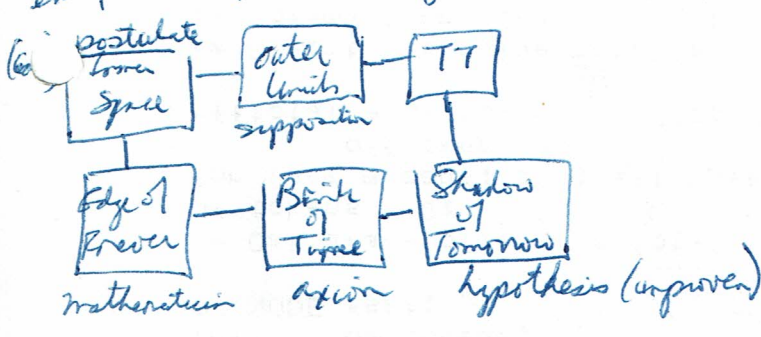 postulate
Inner
Space
Outer
Limits
supposition
TT
Edge of
Forever
mathematician
Brink
of
Time
axiom
Shadow
of
Tomorrow
hypothesis (unproven)